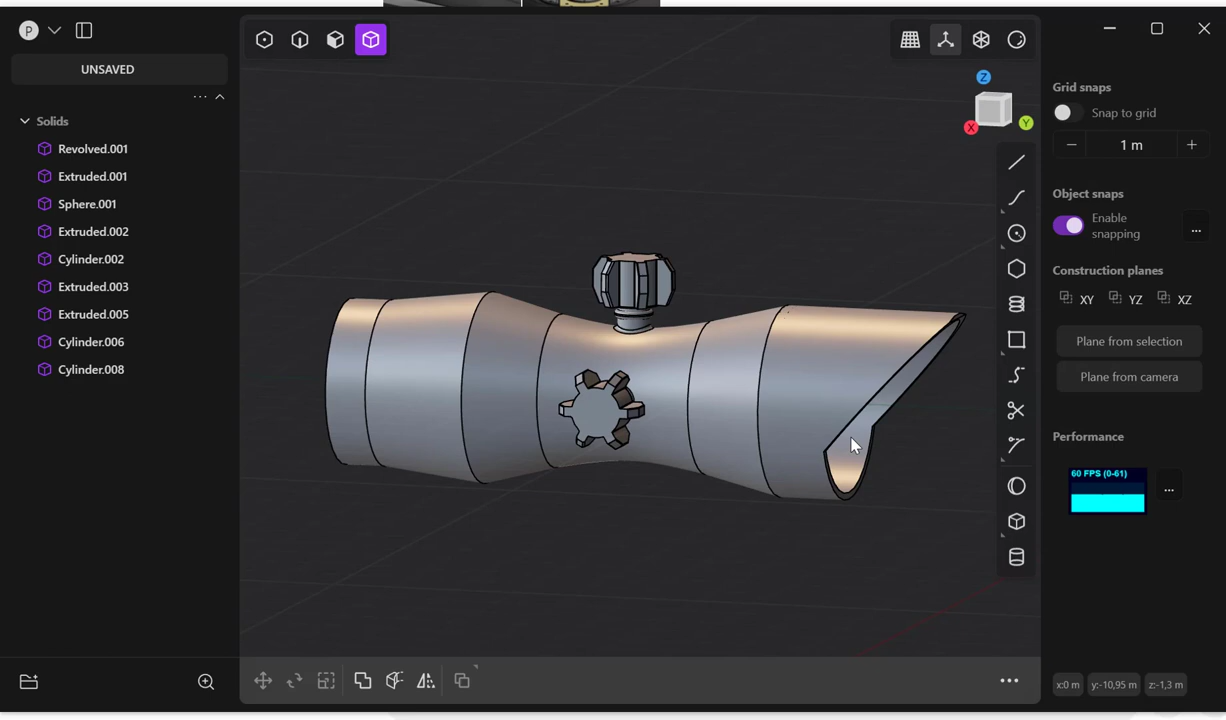 P
UNSAVED
Solids
Revolved.001
Extruded.001
Sphere.001
Extruded.002
Cylinder.002
Extruded.003
Extruded.005
Cylinder.006
Cylinder.008
Z
X
Y
Grid snaps
Snap to grid
1 m
Object snaps
Enable
snapping
...
Construction planes
XY
YZ
XZ
Plane from selection
Plane from camera
Performance
60 FPS (0-61)
...
x:0 m
y:-10,95 m
z:-1,3 m